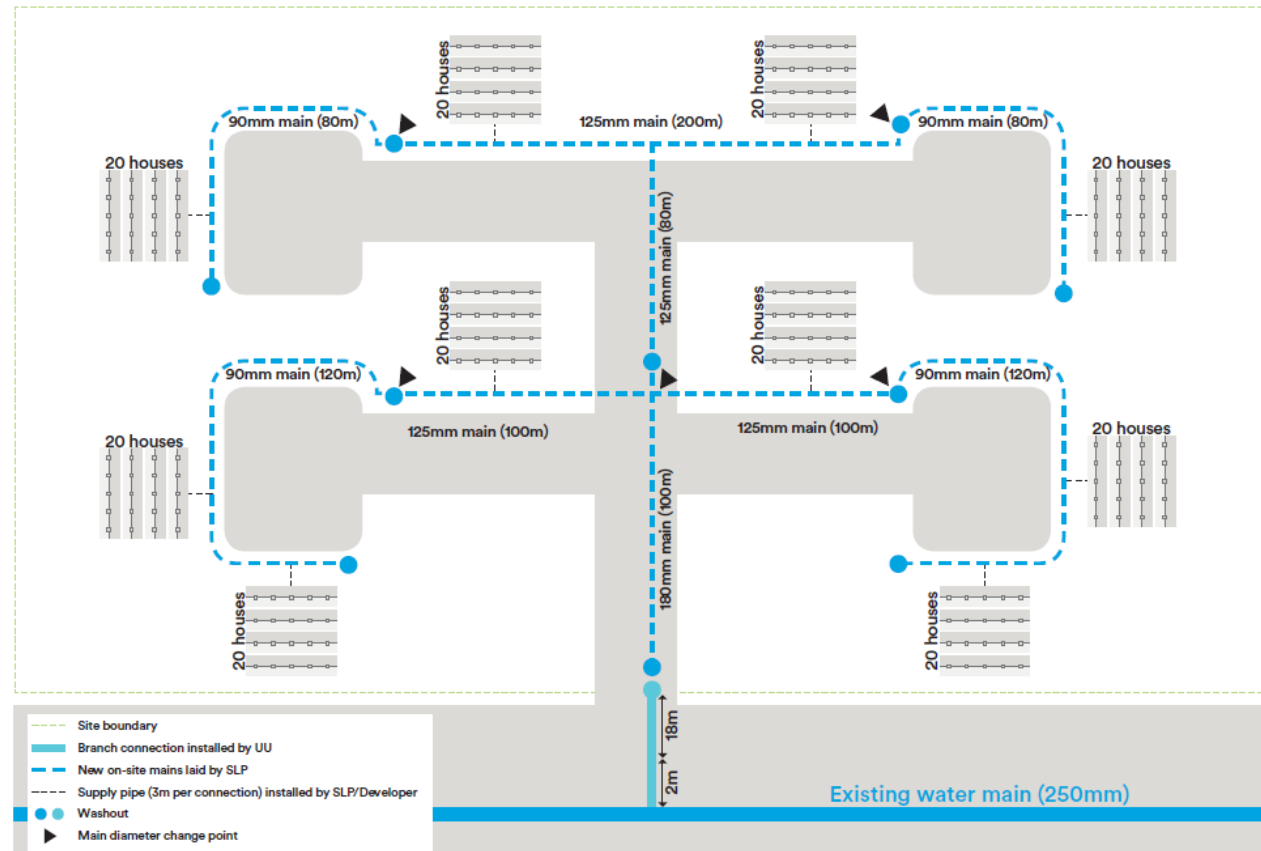 20 houses
20 houses
90mm main (80m)
125mm main (200m)
90mm main (80m)
20 houses
20 houses
125mm main (80m)
20 houses
20 houses
90mm main (120m)
90mm main (120m)
125mm main (100m)
125mm main (100m)
20 houses
20 houses
180mm main (100m)
20 houses
20 houses
18m
2m
Site boundary
Branch connection installed by UU
New on-site mains laid by SLP
Supply pipe (3m per connection) installed by SLP/Developer
Washout
Main diameter change point
Existing water main (250mm)